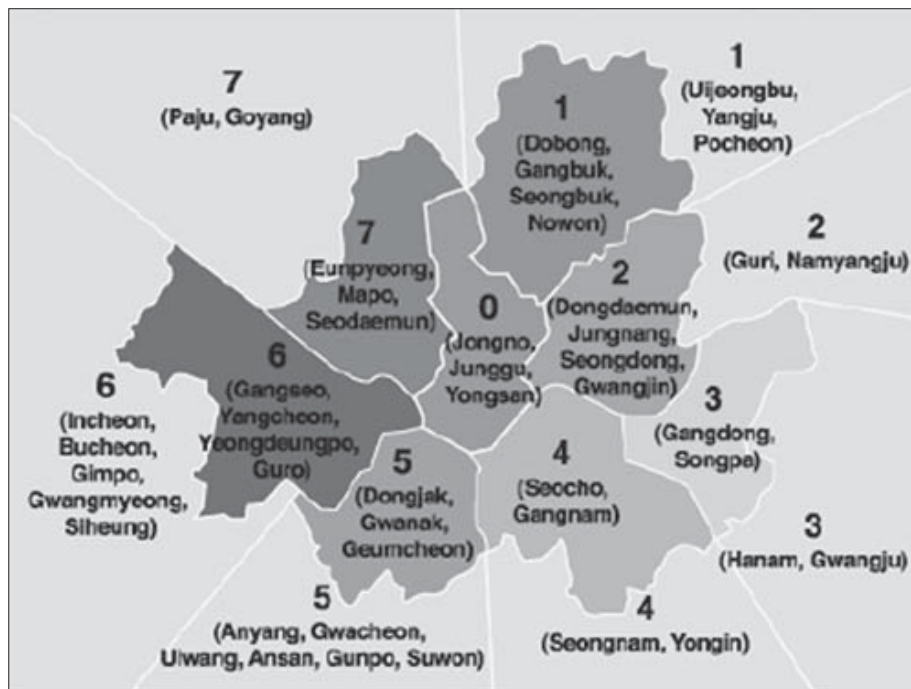 7
(Paju, Goyang)
1
(Uijeongbu,
Yangju,
Pocheon)
1
(Dobong,
Gangbuk,
Seongbuk,
Nowon)
7
(Eunpyeong,
Mapo,
Seodaemun)
0
(Jongno,
Junggu,
Yongsan)
2
(Dongdaemun,
Jungnang,
Seongdong,
Gwangjin)
2
(Guri, Namyangju)
6
(Incheon,
Bucheon,
Gimpo,
Gwangmyeong,
Siheung)
6
(Gangseo,
Yangcheon,
Yeongdeungpo,
Guro)
5
(Dongjak,
Gwanak,
Geumcheon)
4
(Seocho,
Gangnam)
3
(Gangdong,
Songpa)
3
(Hanam, Gwangju)
5
(Anyang, Gwacheon,
Uiwang, Ansan, Gunpo, Suwon)
4
(Seongnam, Yongin)